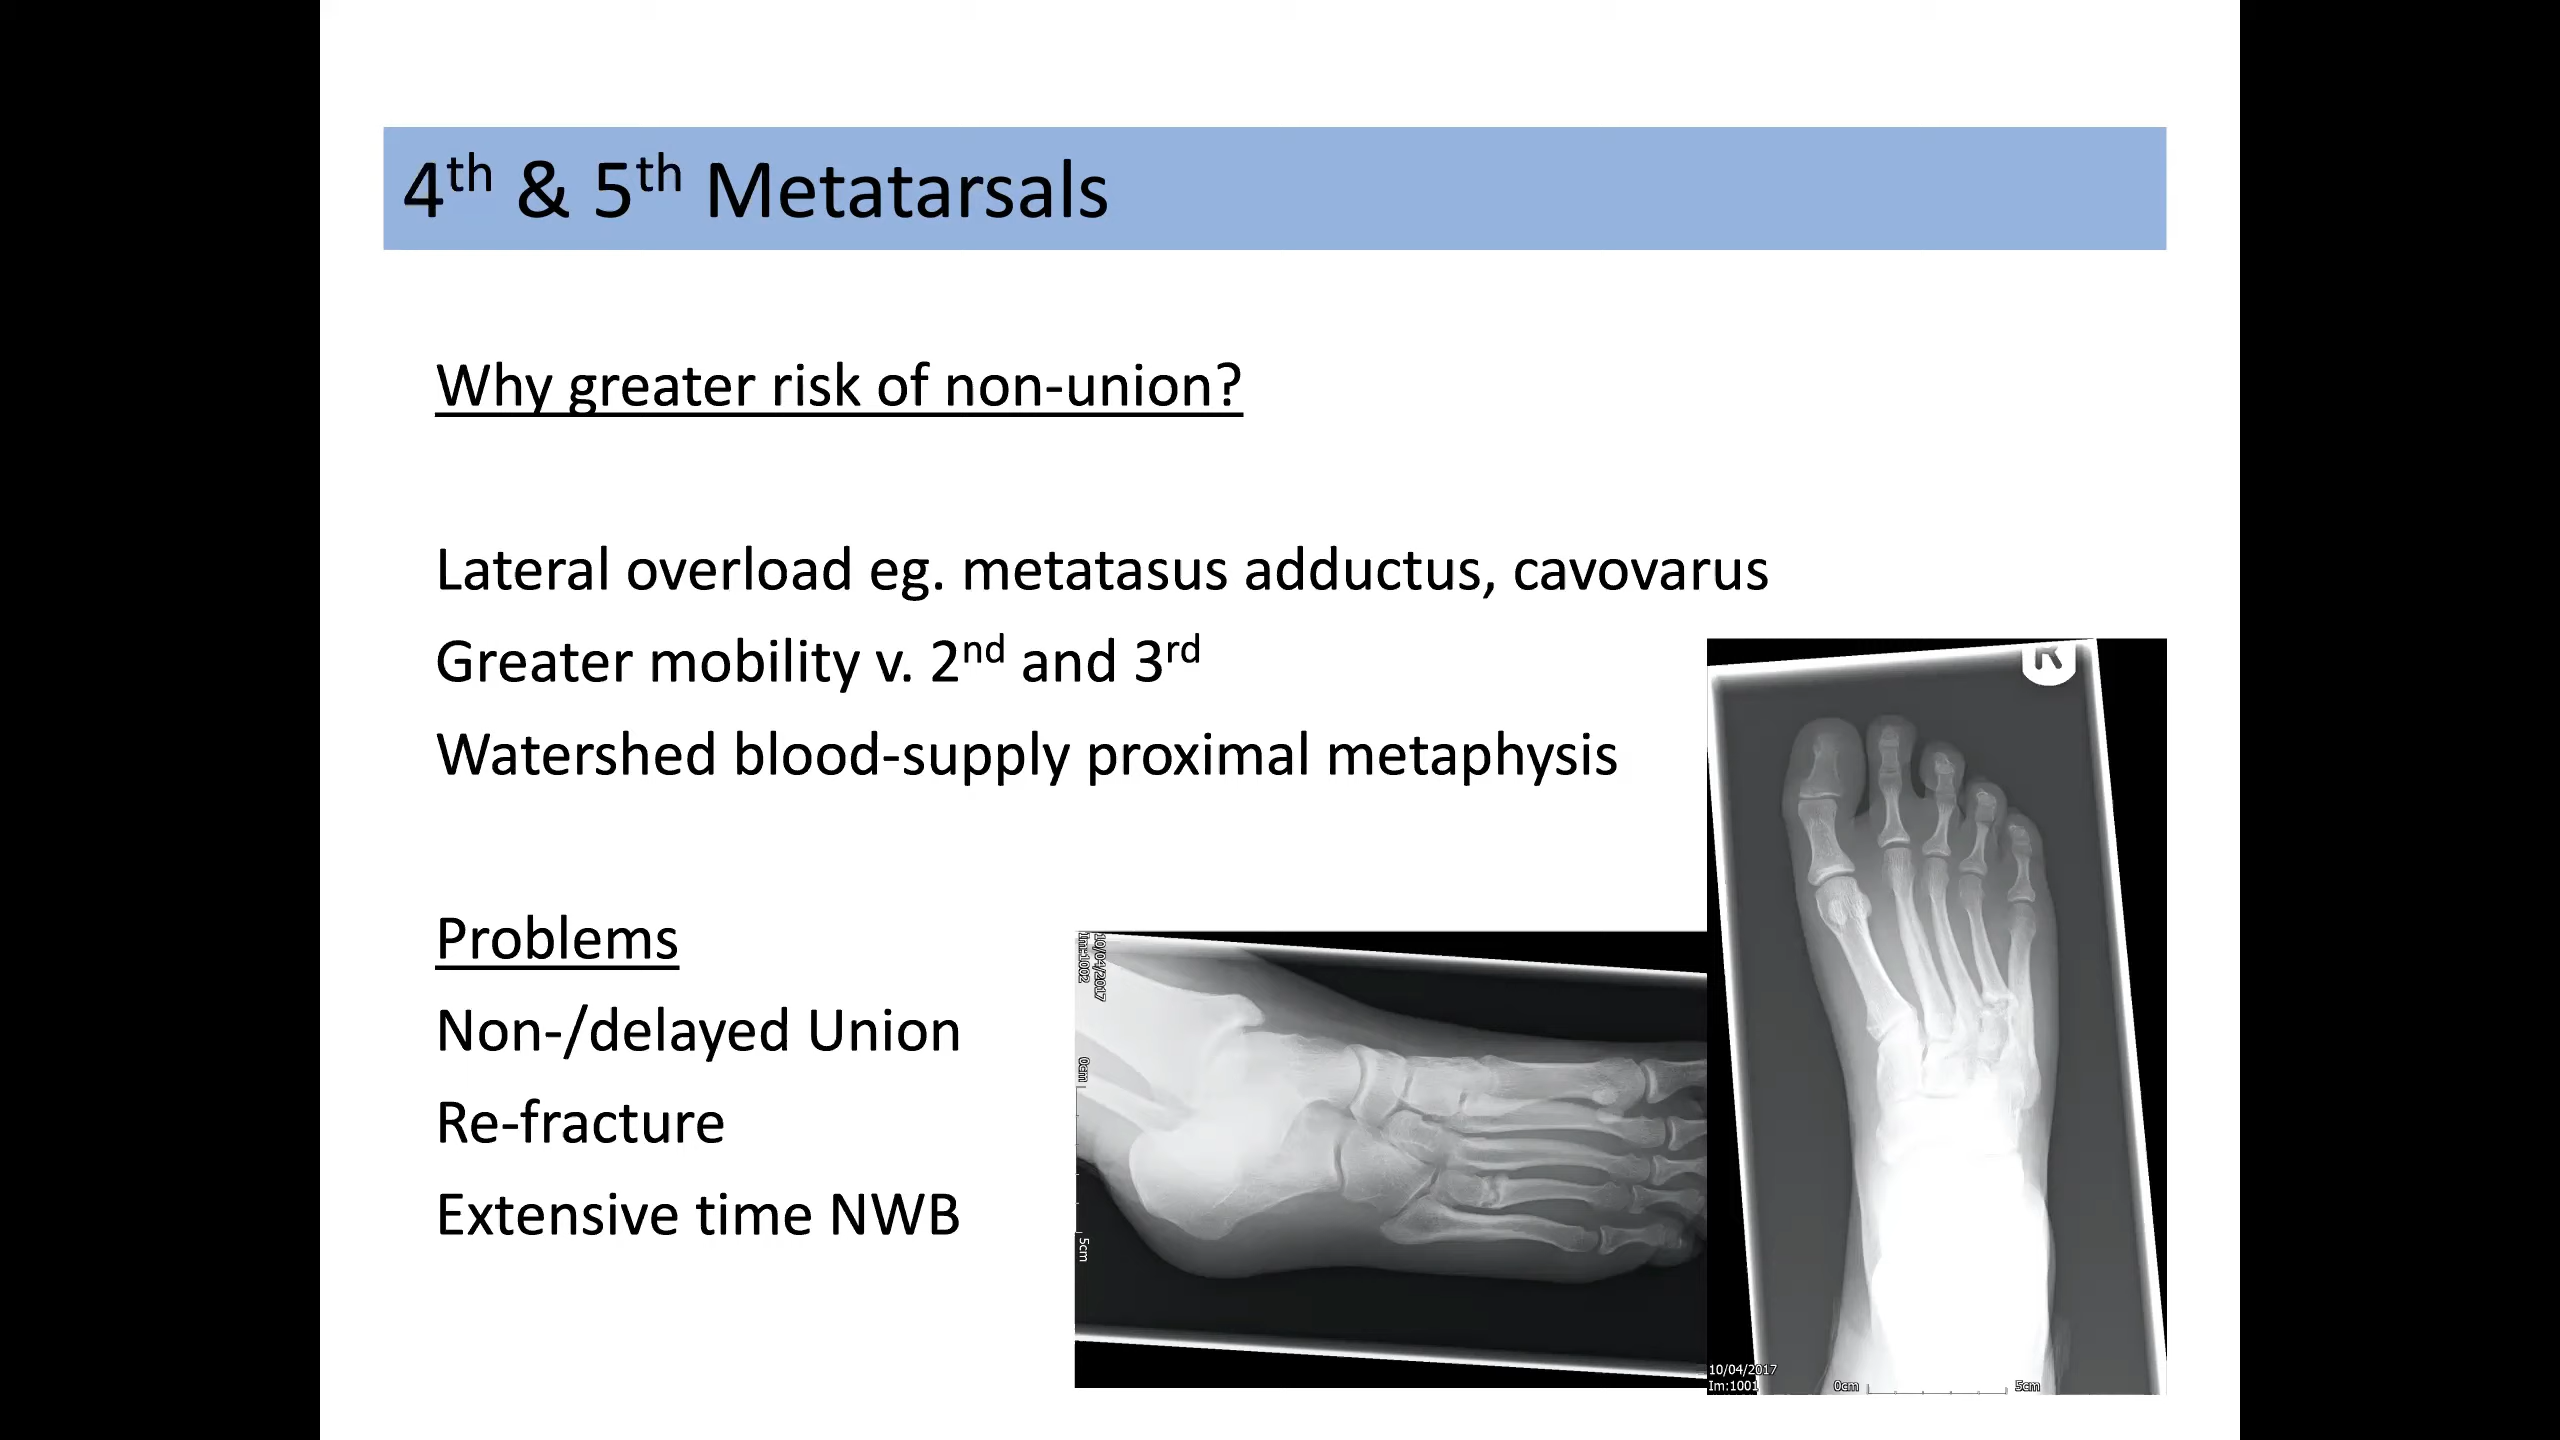 4th & 5th Metatarsals
Why greater risk of non-union?
Lateral overload eg. metatasus adductus, cavovarus
Greater mobility v. 2nd and 3rd
Watershed blood-supply proximal metaphysis
Problems
Non-/delayed Union
Re-fracture
Extensive time NWB
10/04/2017
Im:1002
0cm
5cm
R
10/04/2017
Im:1001
0cm
5cm